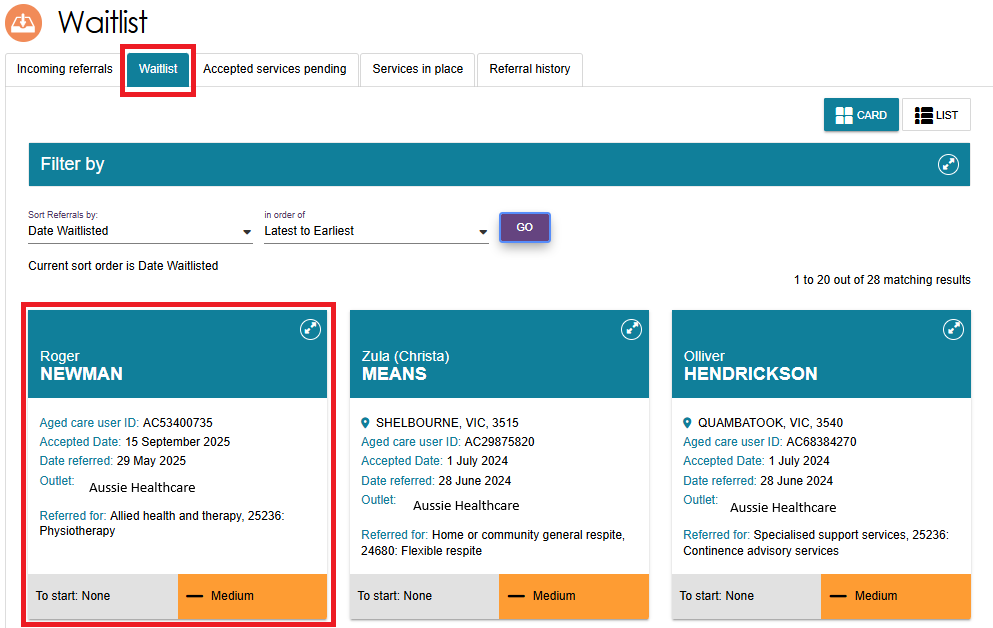 Waitlist
Incoming referrals
Waitlist
Accepted services pending
Services in place
Referral history
CARD
LIST
Filter by
Sort Referrals by:
Date Waitlisted
in order of
Latest to Earliest
GO
Current sort order is Date Waitlisted
1 to 20 out of 28 matching results
Roger
NEWMAN
Aged care user ID: AC53400735
Accepted Date: 15 September 2025
Date referred: 29 May 2025
Outlet: Aussie Healthcare
Referred for: Allied health and therapy, 25236:
Physiotherapy
To start: None
Medium
Zula (Christa)
MEANS
SHELBOURNE, VIC, 3515
Aged care user ID: AC29875820
Accepted Date: 1 July 2024
Date referred: 28 June 2024
Outlet: Aussie Healthcare
Referred for: Home or community general respite,
24680: Flexible respite
To start: None
Medium
Olliver
HENDRICKSON
QUAMBATOOK, VIC, 3540
Aged care user ID: AC68384270
Accepted Date: 1 July 2024
Date referred: 28 June 2024
Outlet: Aussie Healthcare
Referred for: Specialised support services, 25236:
Continence advisory services
To start: None
Medium